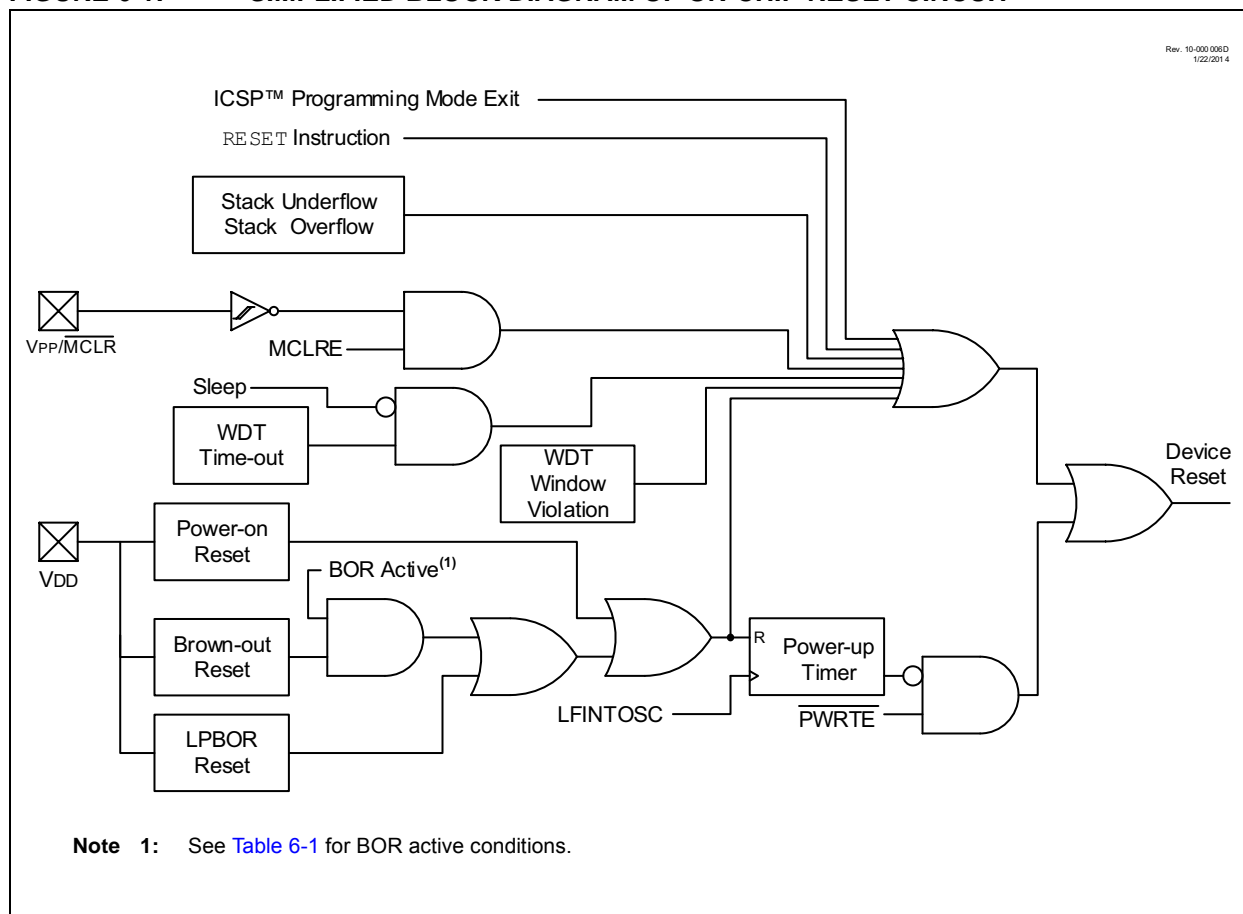 Rev. 10-000 006D
1/22/201 4
ICSP™ Programming Mode Exit
RESET Instruction
Stack Underflow
Stack Overflow
VPP/MCLR
MCLRE
Sleep
WDT
Time-out
WDT
Window
Violation
Device
Reset
VDD
Power-on
Reset
BOR Active(1)
Brown-out
Reset
R
Power-up
Timer
LFINTOSC
PWRTE
LPBOR
Reset
Note 1: See Table 6-1 for BOR active conditions.